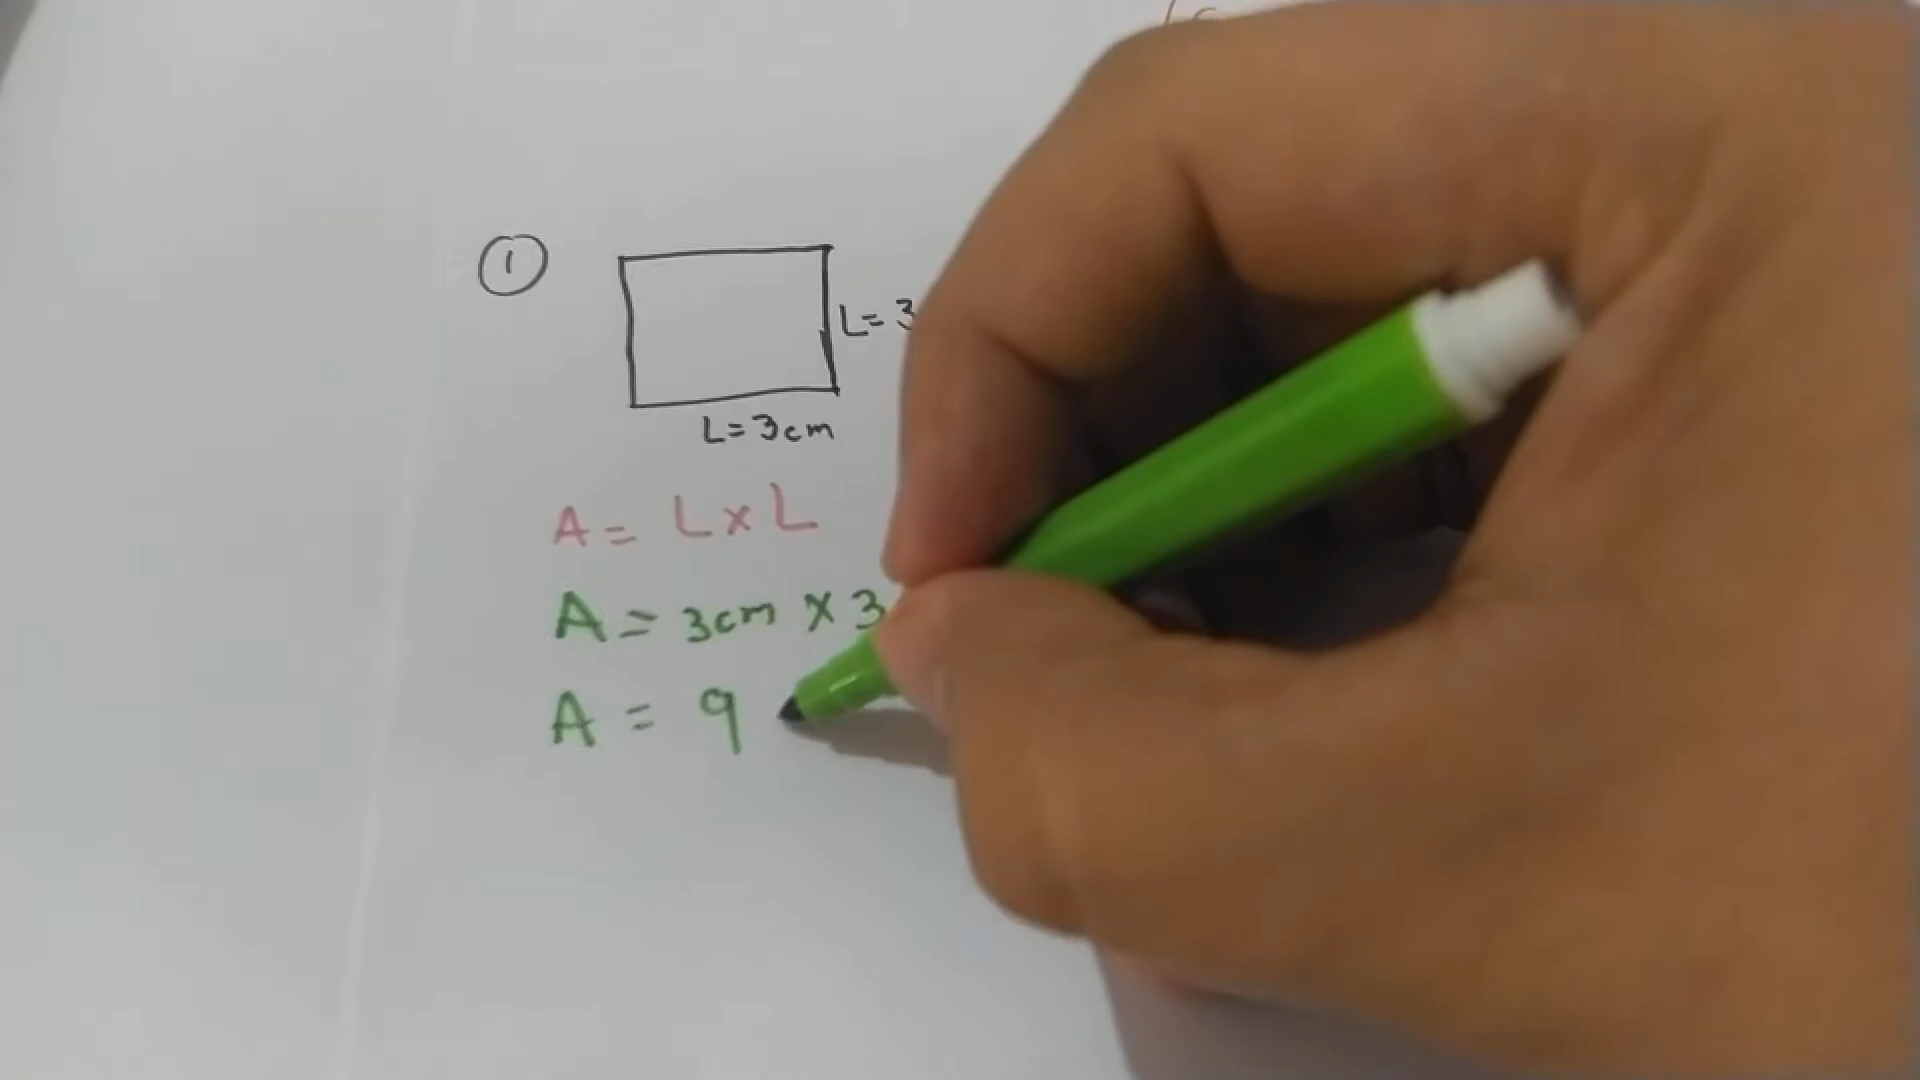 1
L= 3
L= 3cm
A = L x L
A = 3cm x 3
A = 9